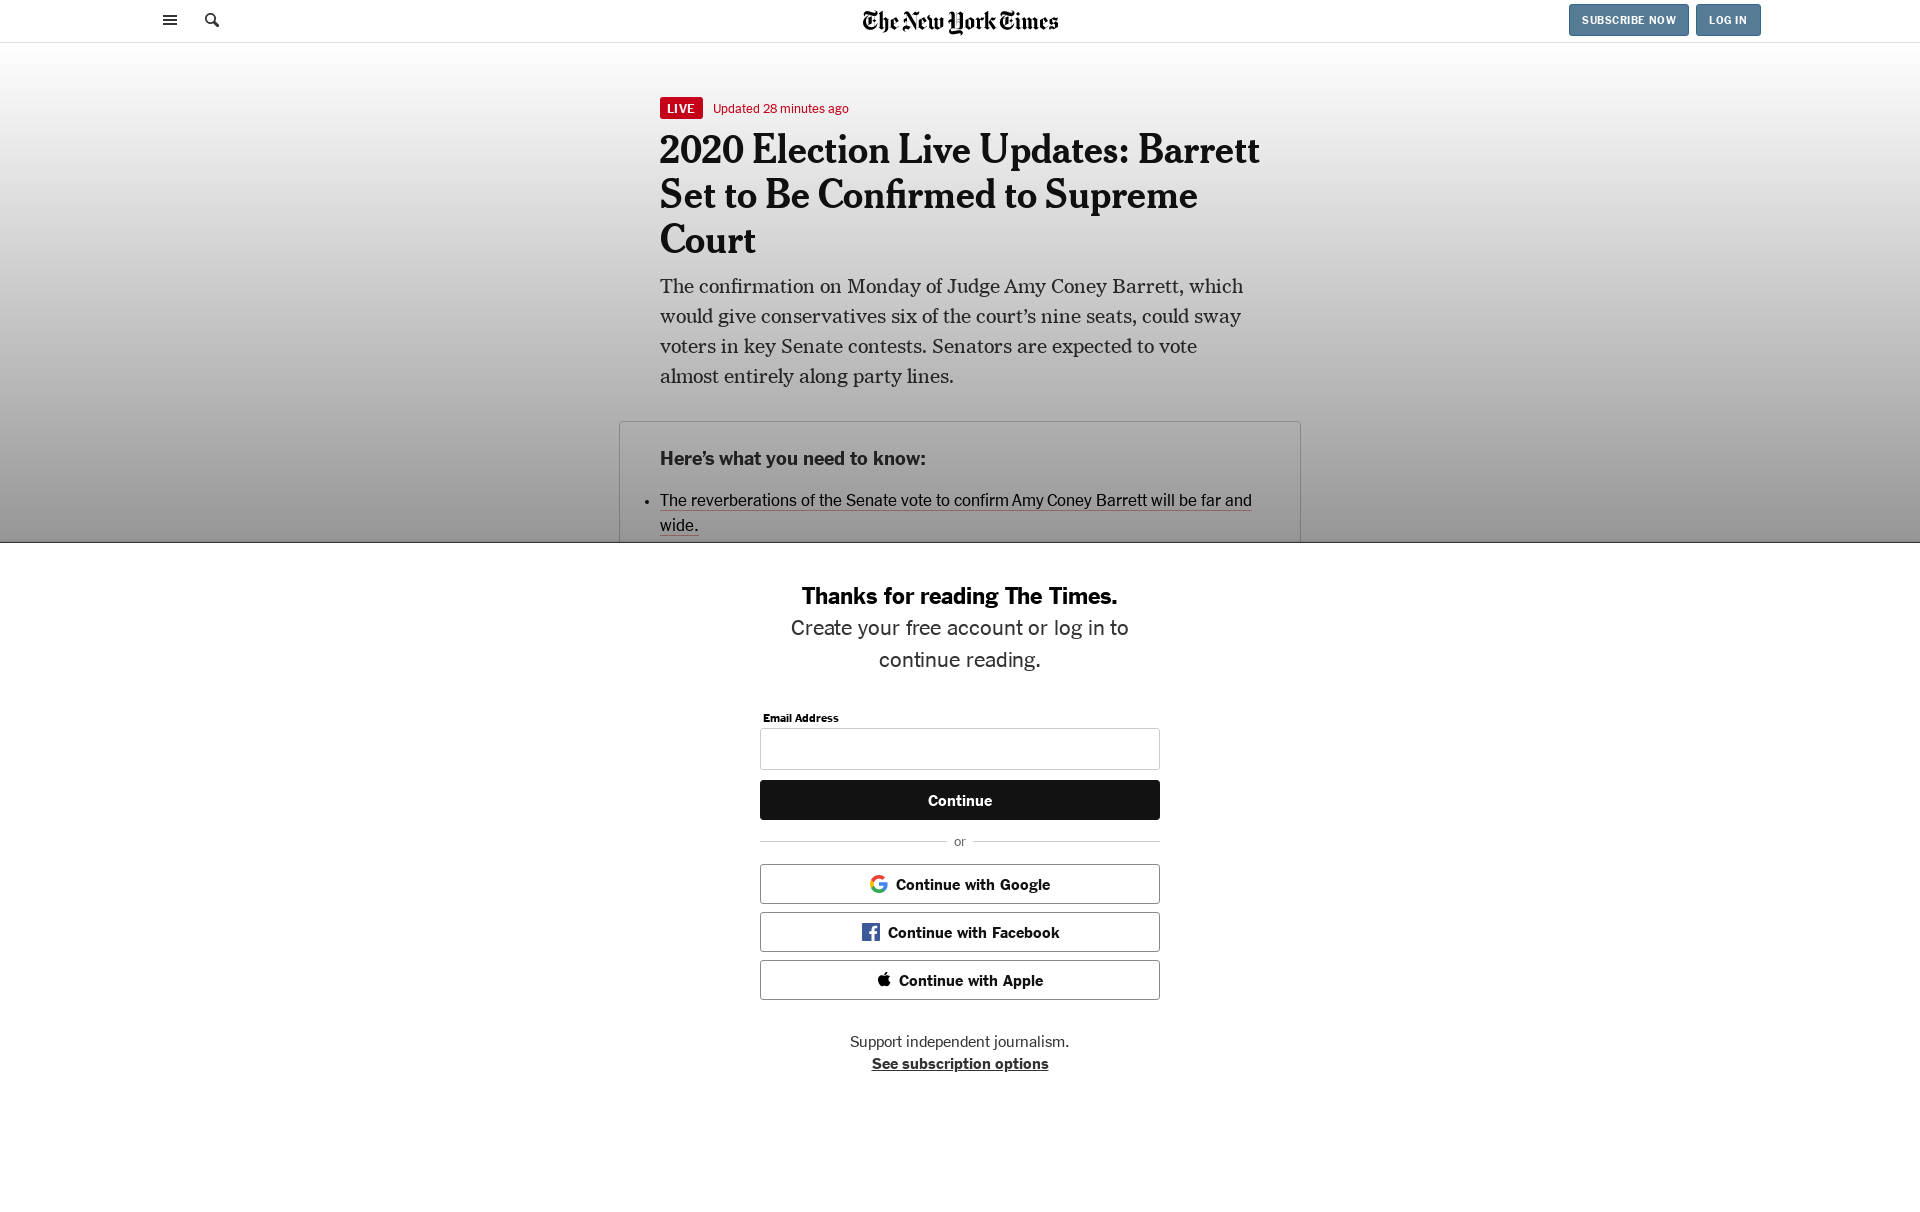 The New York Times
SUBSCRIBE NOW
LOG IN
LIVE
Updated 28 minutes ago
2020 Election Live Updates: Barrett
Set to Be Confirmed to Supreme
Court
The confirmation on Monday of Judge Amy Coney Barrett, which
would give conservatives six of the court’s nine seats, could sway
voters in key Senate contests. Senators are expected to vote
almost entirely along party lines.
Here’s what you need to know:
• The reverberations of the Senate vote to confirm Amy Coney Barrett will be far and
wide.
Thanks for reading The Times.
Create your free account or log in to
continue reading.
Email Address
Continue
or
Continue with Google
Continue with Facebook
Continue with Apple
Support independent journalism.
See subscription options